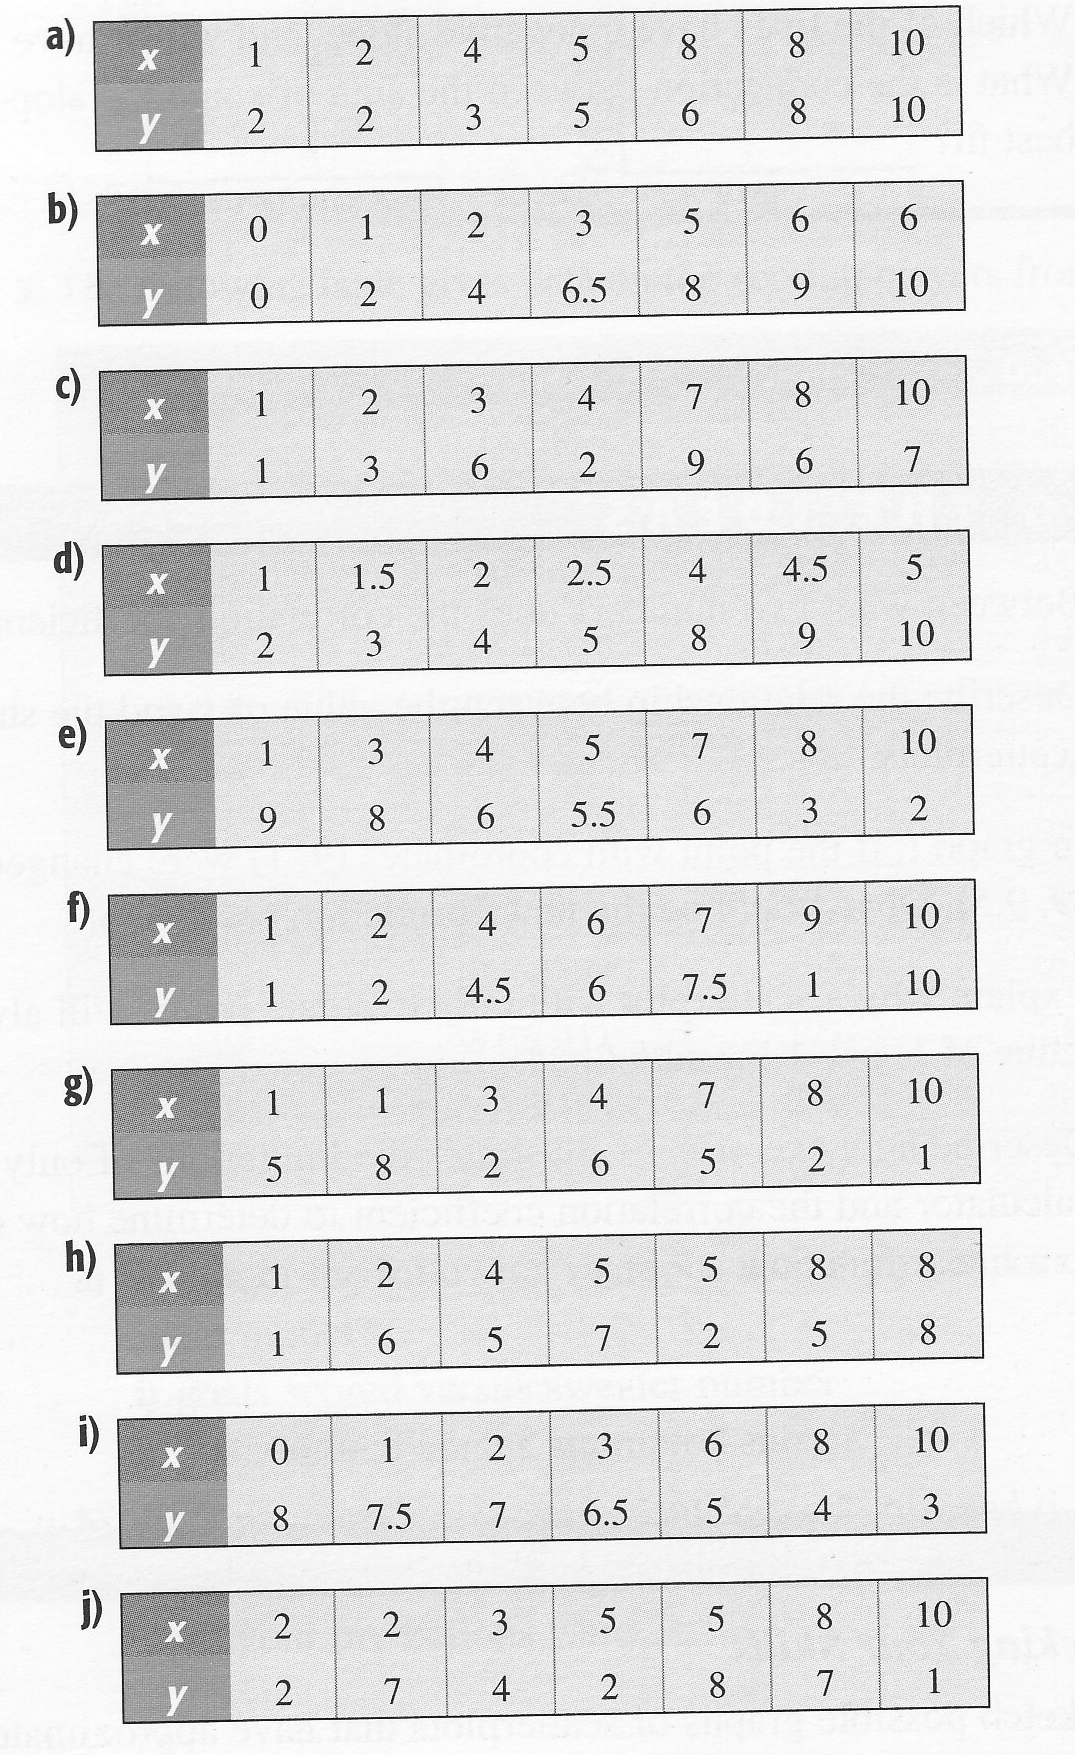 a) x 1 2 4 5 8 8 10
y 2 2 3 5 6 8 10
b) x 0 1 2 3 5 6 6
y 0 2 4 6.5 8 9 10
c) x 1 2 3 4 7 8 10
y 1 3 6 2 9 6 7
d) x 1 1.5 2 2.5 4 4.5 5
y 2 3 4 5 8 9 10
e) x 1 3 4 5 7 8 10
y 9 8 6 5.5 6 3 2
f) x 1 2 4 6 7 9 10
y 1 2 4.5 6 7.5 1 10
g) x 1 1 3 4 7 8 10
y 5 8 2 6 5 2 1
h) x 1 2 4 5 5 8 8
y 1 6 5 7 2 5 8
i) x 0 1 2 3 6 8 10
y 8 7.5 7 6.5 5 4 3
j) x 2 2 3 5 5 8 10
y 2 7 4 2 8 7 1